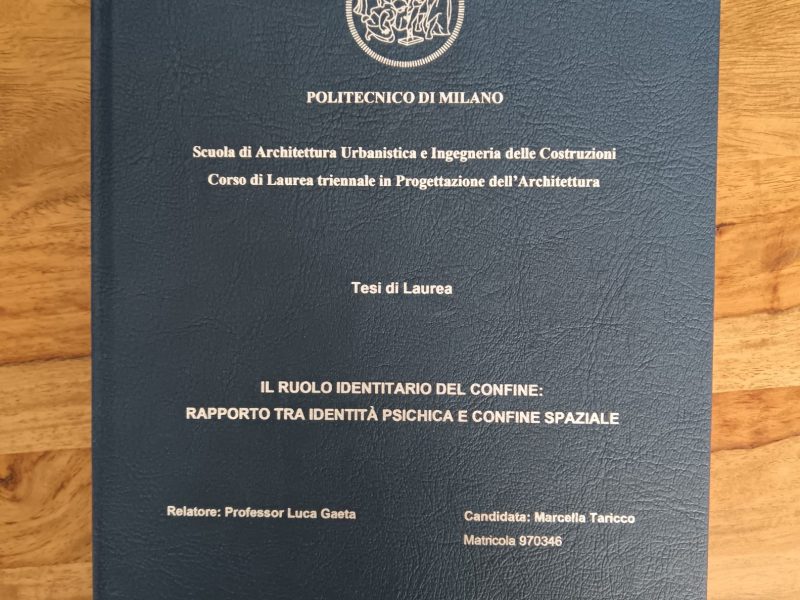 POLITECNICO DI MILANO
Scuola di Architettura Urbanistica e Ingegneria delle Costruzioni
Corso di Laurea triennale in Progettazione dell'Architettura
Tesi di Laurea
IL RUOLO IDENTITARIO DEL CONFINE:
RAPPORTO TRA IDENTITÀ PSICHICA E CONFINE SPAZIALE
Relatore: Professor Luca Gaeta
Candidata: Marcella Taricco
Matricola 970346